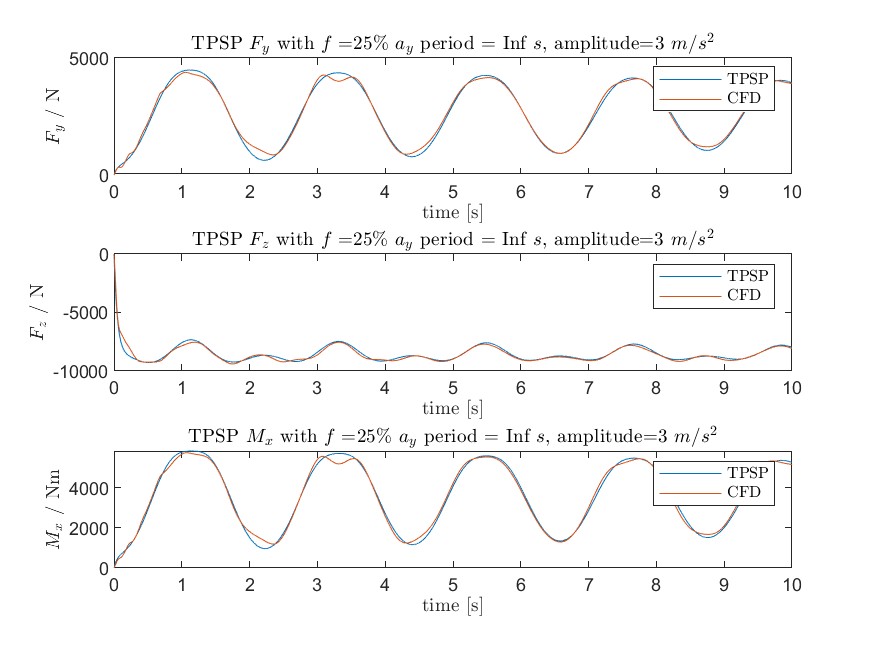 TPSP F_y with f =25% a_y period = Inf s, amplitude=3 m/s^2
5000
0
F_y / N
TPSP
CFD
0 1 2 3 4 5 6 7 8 9 10
time [s]
TPSP F_z with f =25% a_y period = Inf s, amplitude=3 m/s^2
0
-5000
-10000
F_z / N
TPSP
CFD
0 1 2 3 4 5 6 7 8 9 10
time [s]
TPSP M_x with f =25% a_y period = Inf s, amplitude=3 m/s^2
4000
2000
0
M_x / Nm
TPSP
CFD
0 1 2 3 4 5 6 7 8 9 10
time [s]